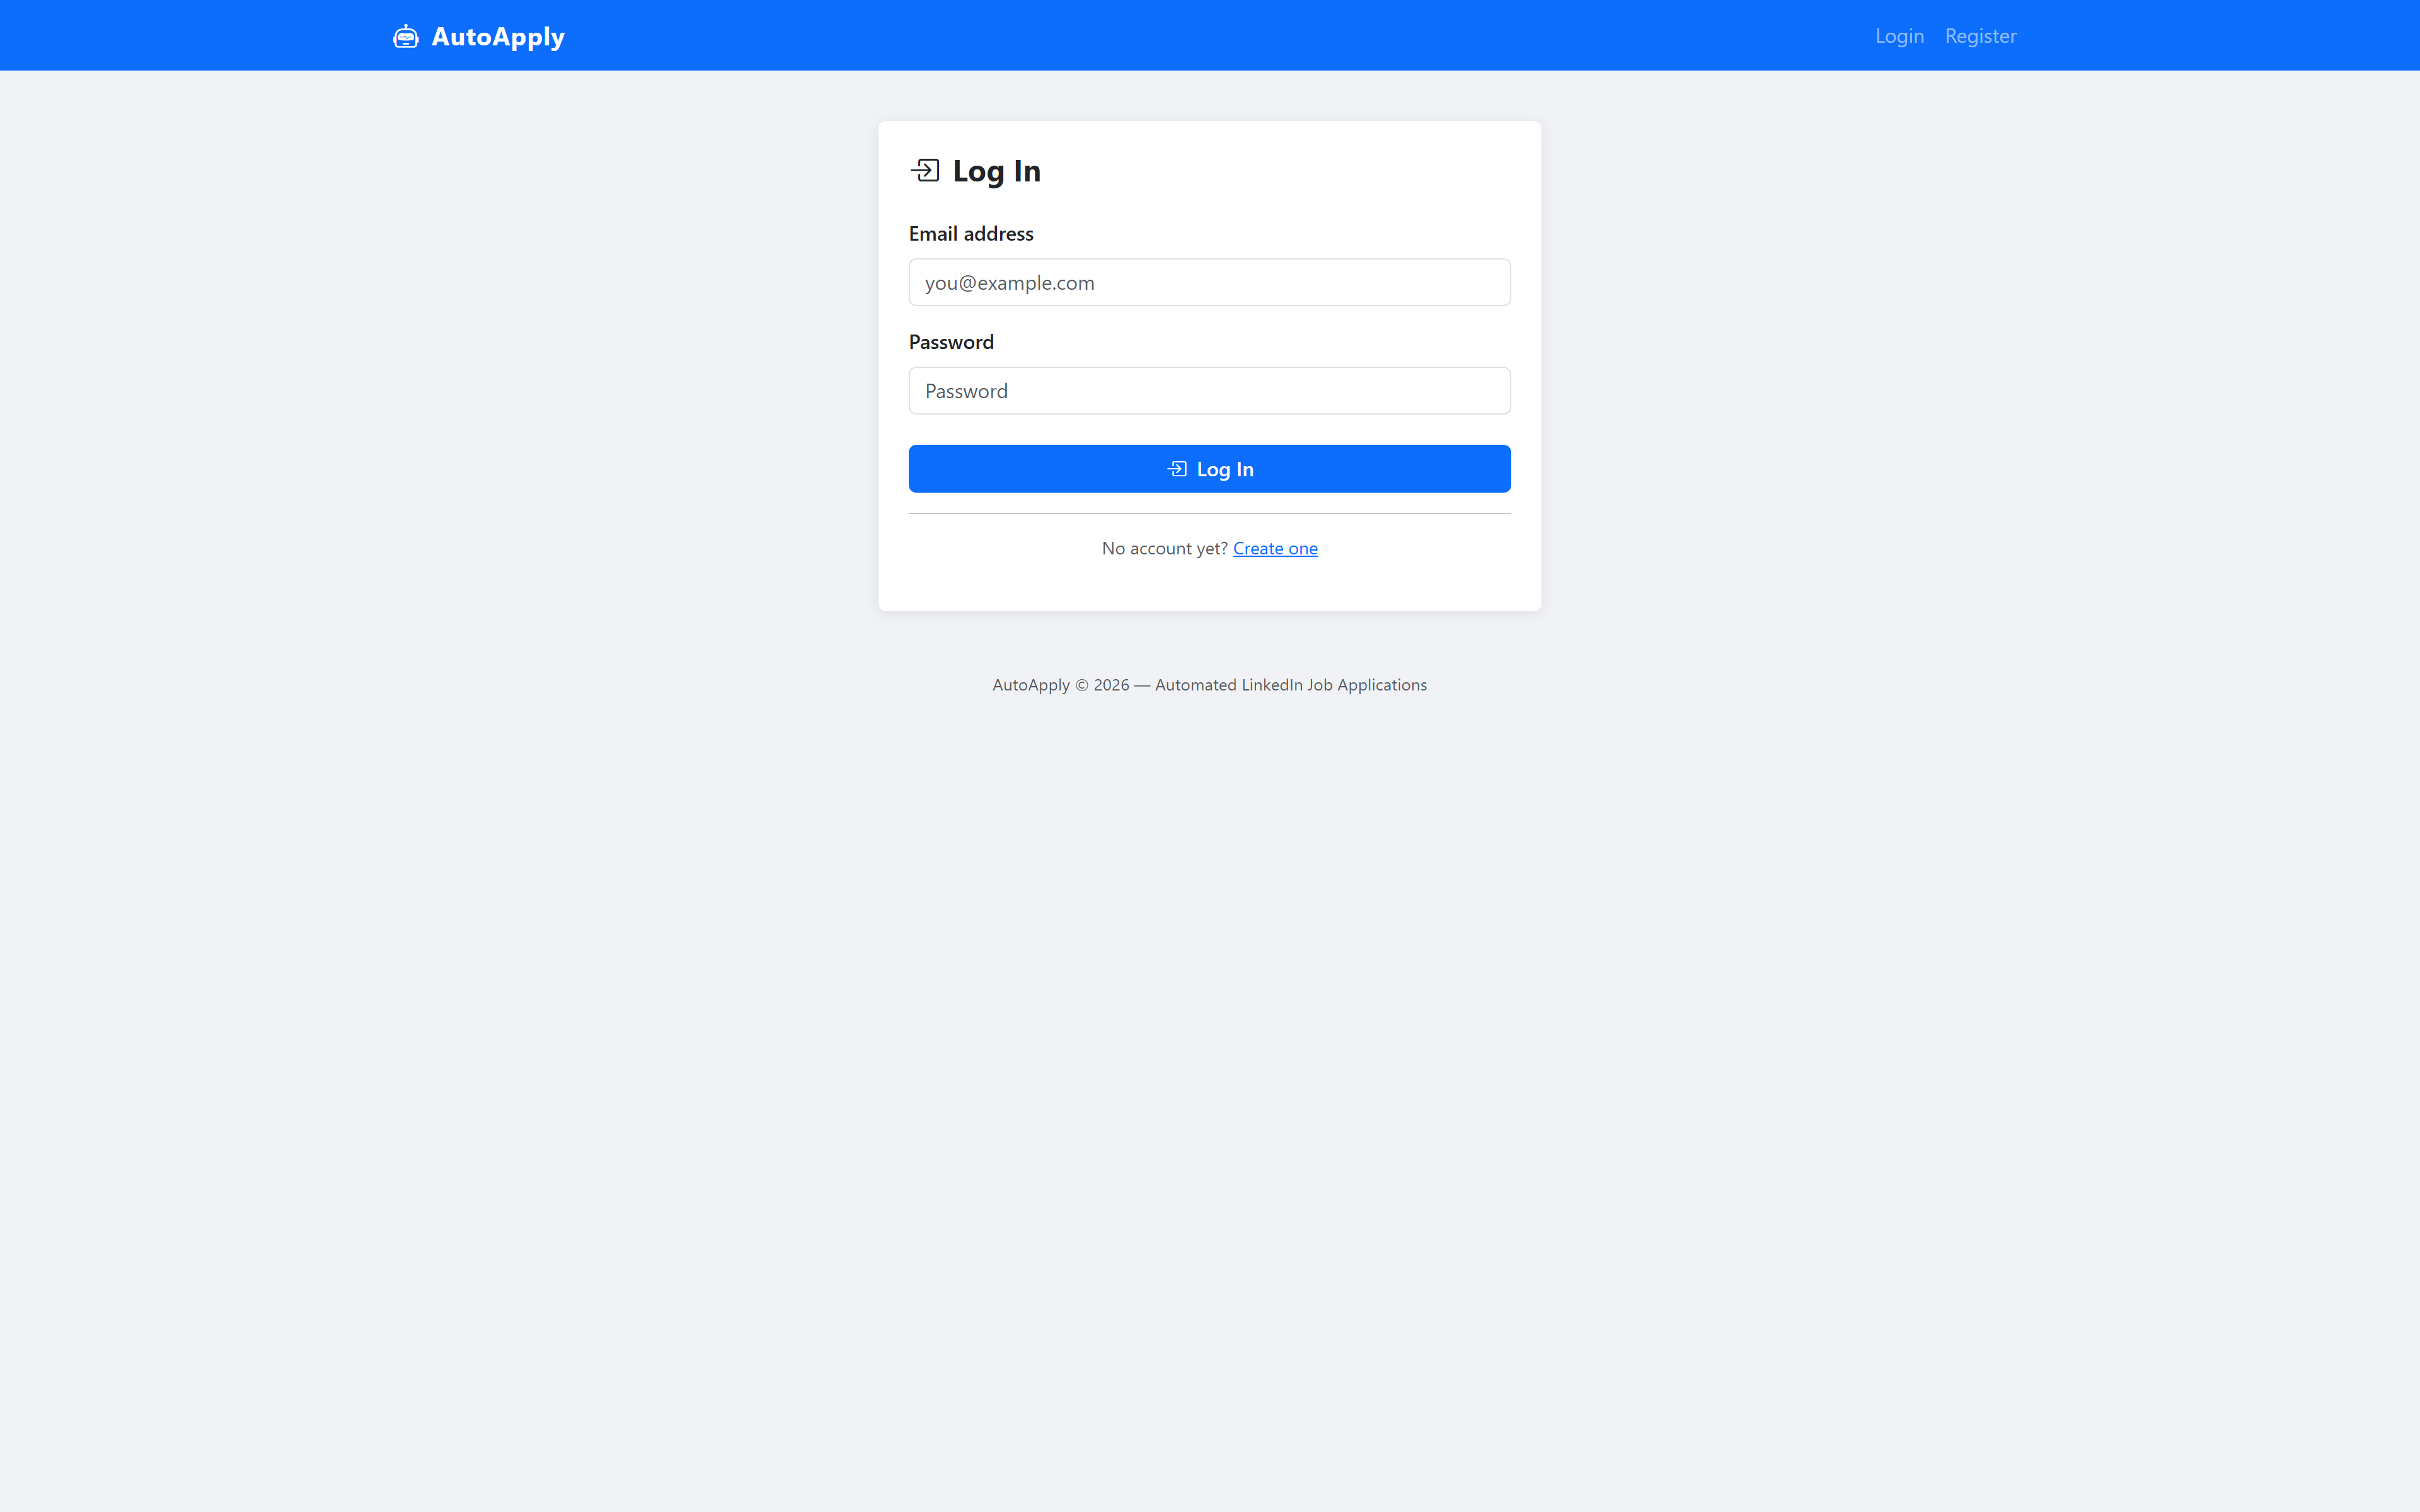 AutoApply
Login Register
Log In
Email address
you@example.com
Password
Password
Log In
No account yet? Create one
AutoApply © 2026 — Automated LinkedIn Job Applications